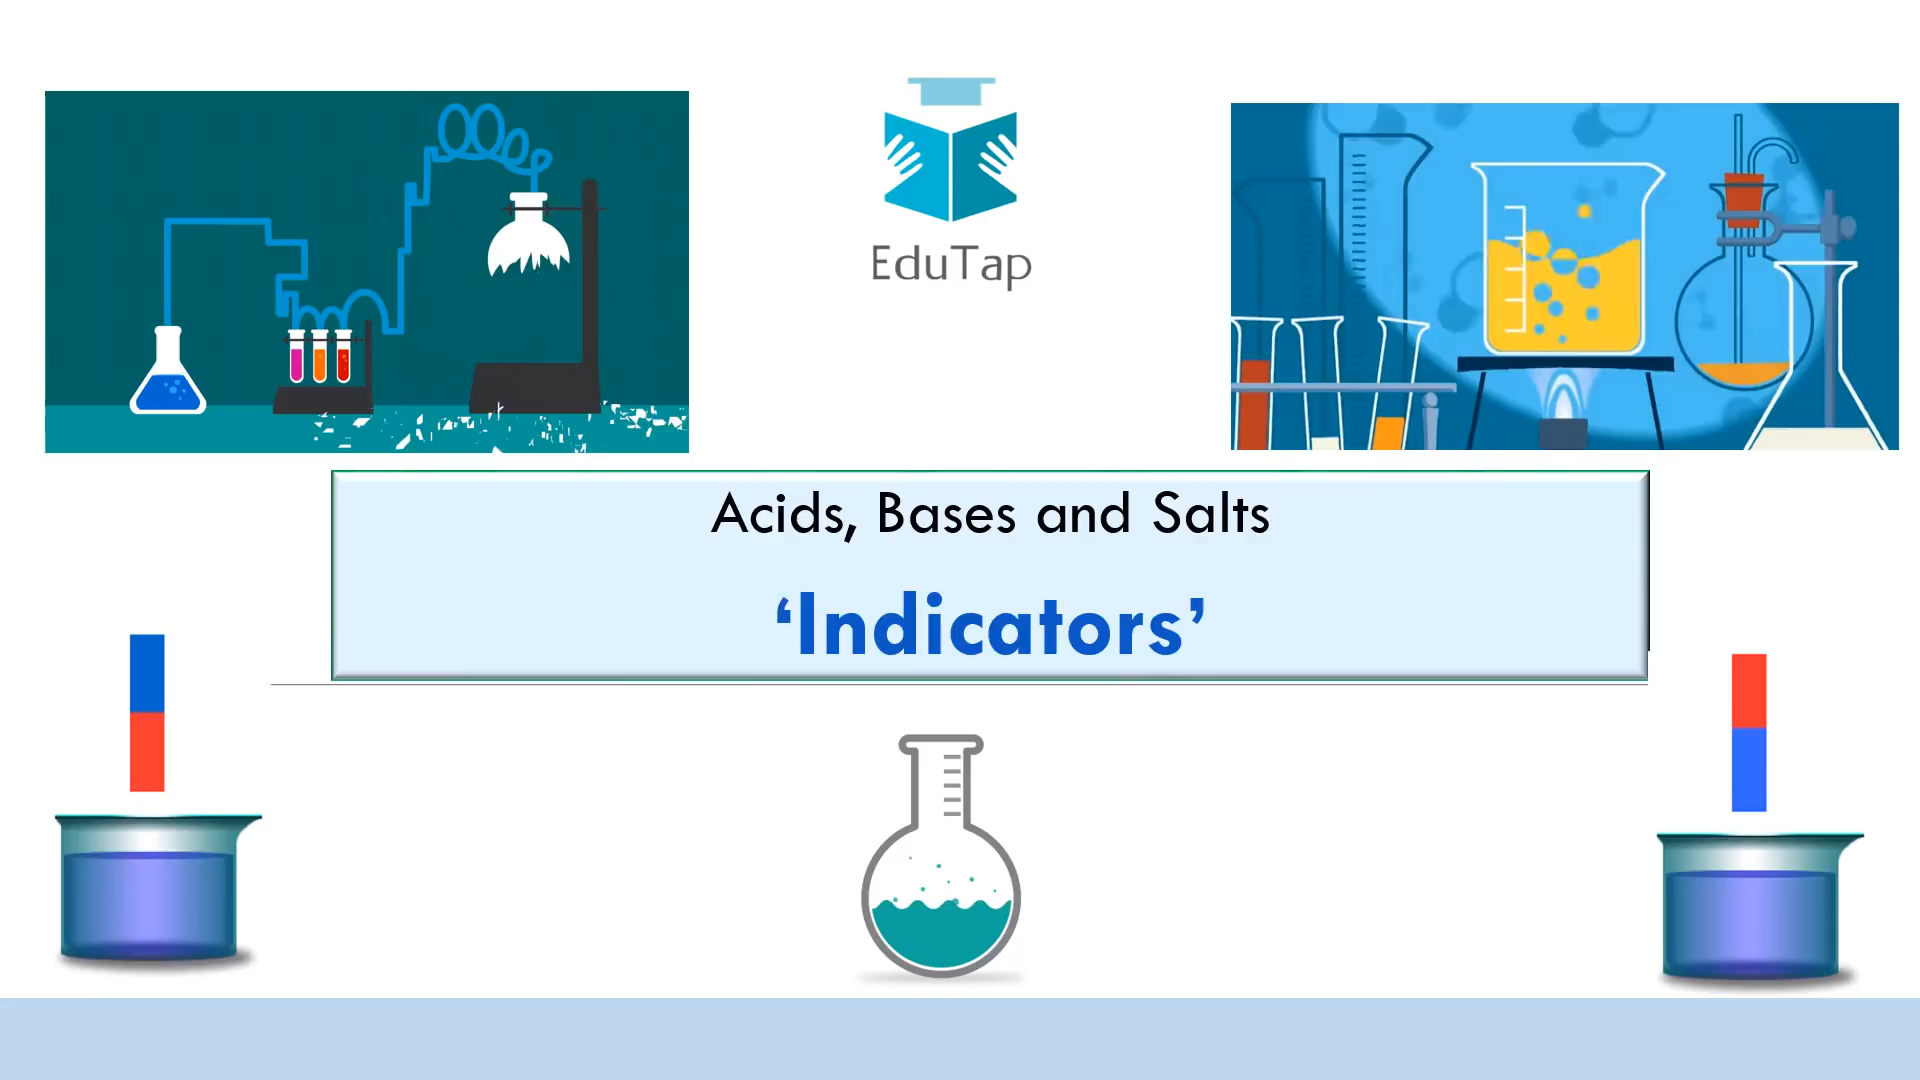 EduTap
Acids, Bases and Salts
‘Indicators’